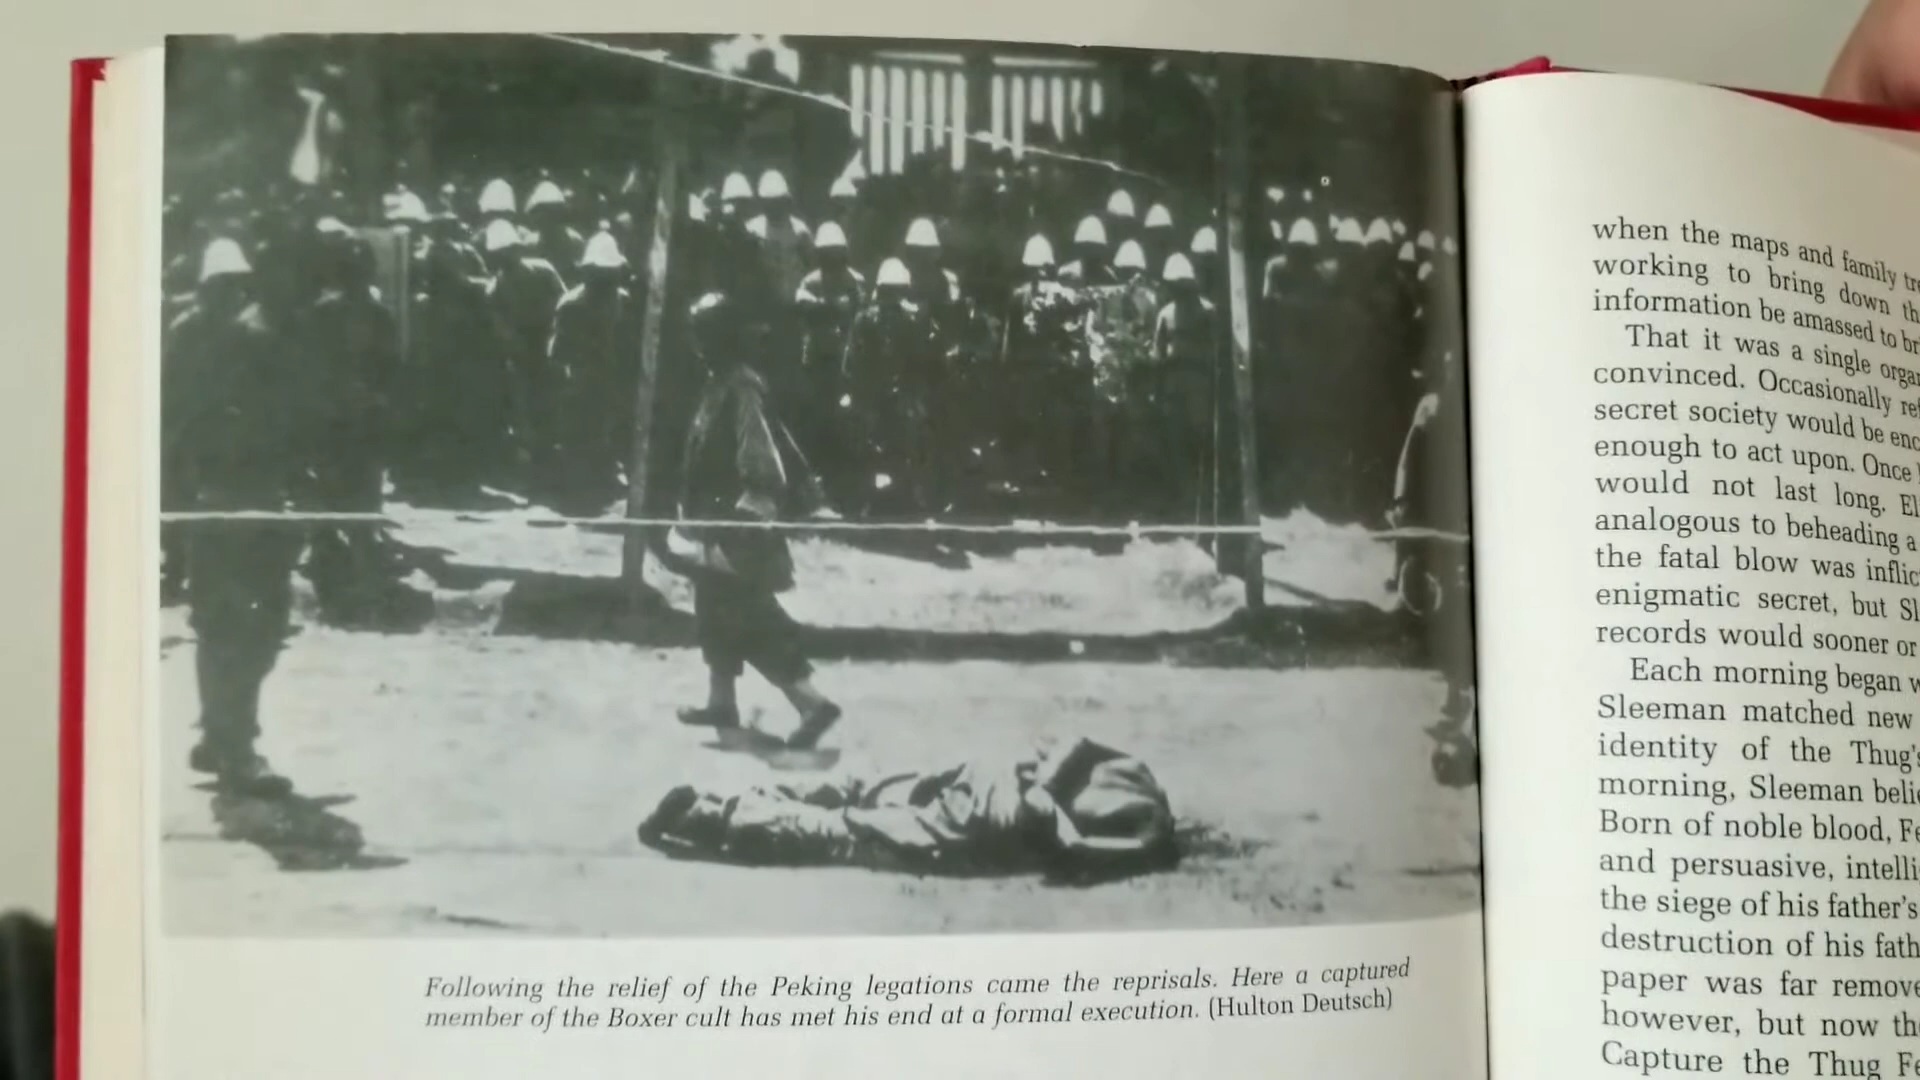 Following the relief of the Peking legations came the reprisals. Here a captured
member of the Boxer cult has met his end at a formal execution. (Hulton Deutsch)
when the maps and family
working to bring down
information be amassed to
That it was a single
convinced. Occasionally
secret society would be
enough to act upon. Once
would not last long.
analogous to beheading a
the fatal blow was
enigmatic secret, but
records would sooner or
Each morning began
Sleeman matched new
identity of the Thug's
morning, Sleeman
Born of noble blood,
and persuasive,
the siege of his father's
destruction of his
paper was far
however, but now
Capture the Thug